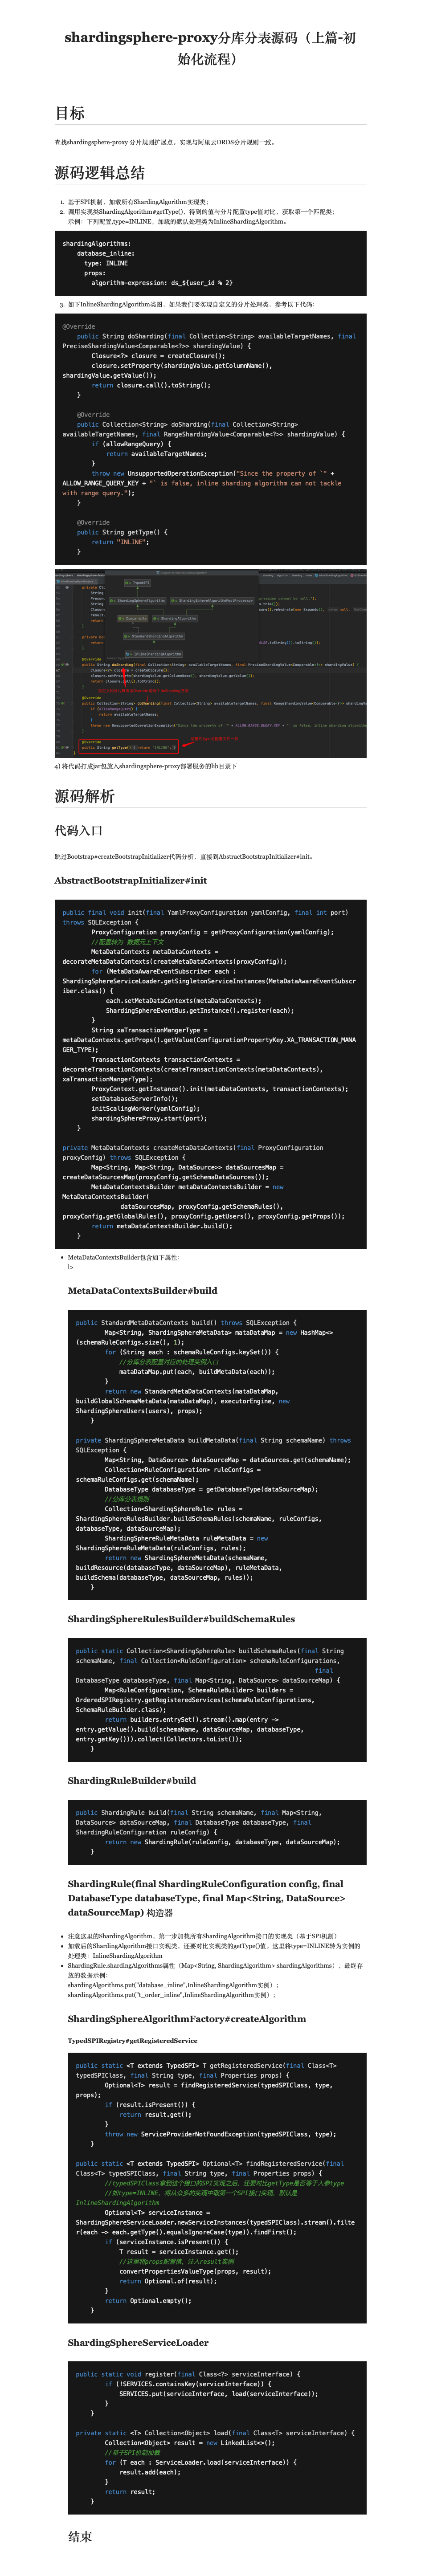 shardingsphere-proxy分库分表源码（上篇-初
始化流程）
目标
查找shardingsphere-proxy 分片规则扩展点。实现与阿里云DRDS分片规则一致。
源码逻辑总结
1. 基于SPI机制，加载所有ShardingAlgorithm实现类；
2. 调用实现类ShardingAlgorithm#getType()，得到的值与分片配置type值对比，获取第一个匹配类；
示例：下列配置,type=INLINE，加载的默认处理类为InlineShardingAlgorithm。
shardingAlgorithms:
database_inline:
type: INLINE
props:
algorithm-expression: ds_${user_id % 2}
3. 如下InlineShardingAlgorithm类图，如果我们要实现自定义的分片处理类，参考以下代码：
@Override
public String doSharding(final Collection<String> availableTargetNames, final
PreciseShardingValue<Comparable<?>> shardingValue) {
Closure<?> closure = createClosure();
closure.setProperty(shardingValue.getColumnName(),
shardingValue.getValue());
return closure.call().toString();
}
@Override
public Collection<String> doSharding(final Collection<String>
availableTargetNames, final RangeShardingValue<Comparable<?>> shardingValue) {
if (allowRangeQuery) {
return availableTargetNames;
}
throw new UnsupportedOperationException("Since the property of `" +
ALLOW_RANGE_QUERY_KEY + "` is false, inline sharding algorithm can not tackle
with range query.");
}
@Override
public String getType() {
return "INLINE";
}
4) 将代码打成jar包放入shardingsphere-proxy部署服务的lib目录下
源码解析
代码入口
跳过Bootstrap#createBootstrapInitializer代码分析，直接到AbstractBootstrapInitializer#init。
AbstractBootstrapInitializer#init
public final void init(final YamlProxyConfiguration yamlConfig, final int port)
throws SQLException {
ProxyConfiguration proxyConfig = getProxyConfiguration(yamlConfig);
//配置转为 数据元上下文
MetaDataContexts metaDataContexts =
decorateMetaDataContexts(createMetaDataContexts(proxyConfig));
for (MetaDataAwareEventSubscriber each :
ShardingSphereServiceLoader.getSingletonServiceInstances(MetaDataAwareEventSubscr
iber.class)) {
each.setMetaDataContexts(metaDataContexts);
ShardingSphereEventBus.getInstance().register(each);
}
String xaTransactionMangerType =
metaDataContexts.getProps().getValue(ConfigurationPropertyKey.XA_TRANSACTION_MANA
GER_TYPE);
TransactionContexts transactionContexts =
decorateTransactionContexts(createTransactionContexts(metaDataContexts),
xaTransactionMangerType);
ProxyContext.getInstance().init(metaDataContexts, transactionContexts);
setDatabaseServerInfo();
initScalingWorker(yamlConfig);
shardingSphereProxy.start(port);
}
private MetaDataContexts createMetaDataContexts(final ProxyConfiguration
proxyConfig) throws SQLException {
Map<String, Map<String, DataSource>> dataSourcesMap =
createDataSourcesMap(proxyConfig.getSchemaDataSources());
MetaDataContextsBuilder metaDataContextsBuilder = new
MetaDataContextsBuilder(
dataSourcesMap, proxyConfig.getSchemaRules(),
proxyConfig.getGlobalRules(), proxyConfig.getUsers(), proxyConfig.getProps());
return metaDataContextsBuilder.build();
}
• MetaDataContextsBuilder包含如下属性：
l>
MetaDataContextsBuilder#build
public StandardMetaDataContexts build() throws SQLException {
Map<String, ShardingSphereMetaData> mataDataMap = new HashMap<>
(schemaRuleConfigs.size(), 1);
for (String each : schemaRuleConfigs.keySet()) {
//分库分表配置对应的处理实例入口
mataDataMap.put(each, buildMetaData(each));
}
return new StandardMetaDataContexts(mataDataMap,
buildGlobalSchemaMetaData(mataDataMap), executorEngine, new
ShardingSphereUsers(users), props);
}
private ShardingSphereMetaData buildMetaData(final String schemaName) throws
SQLException {
Map<String, DataSource> dataSourceMap = dataSources.get(schemaName);
Collection<RuleConfiguration> ruleConfigs =
schemaRuleConfigs.get(schemaName);
DatabaseType databaseType = getDatabaseType(dataSourceMap);
//分库分表规则
Collection<ShardingSphereRule> rules =
ShardingSphereRulesBuilder.buildSchemaRules(schemaName, ruleConfigs,
databaseType, dataSourceMap);
ShardingSphereRuleMetaData ruleMetaData = new
ShardingSphereRuleMetaData(ruleConfigs, rules);
return new ShardingSphereMetaData(schemaName,
buildResource(databaseType, dataSourceMap), ruleMetaData,
buildSchema(databaseType, dataSourceMap, rules));
}
ShardingSphereRulesBuilder#buildSchemaRules
public static Collection<ShardingSphereRule> buildSchemaRules(final String
schemaName, final Collection<RuleConfiguration> schemaRuleConfigurations,
final
DatabaseType databaseType, final Map<String, DataSource> dataSourceMap) {
Map<RuleConfiguration, SchemaRuleBuilder> builders =
OrderedSPIRegistry.getRegisteredServices(schemaRuleConfigurations,
SchemaRuleBuilder.class);
return builders.entrySet().stream().map(entry ->
entry.getValue().build(schemaName, dataSourceMap, databaseType,
entry.getKey())).collect(Collectors.toList());
}
ShardingRuleBuilder#build
public ShardingRule build(final String schemaName, final Map<String,
DataSource> dataSourceMap, final DatabaseType databaseType, final
ShardingRuleConfiguration ruleConfig) {
return new ShardingRule(ruleConfig, databaseType, dataSourceMap);
}
ShardingRule(final ShardingRuleConfiguration config, final
DatabaseType databaseType, final Map<String, DataSource>
dataSourceMap) 构造器
• 注意这里的ShardingAlgorithm，第一步加载所有ShardingAlgorithm接口的实现类（基于SPI机制）
• 加载后的ShardingAlgorithm接口实现类，还要对比实现类的getType()值。这里将type=INLINE转为实例的
处理类：InlineShardingAlgorithm
• ShardingRule.shardingAlgorithms属性（Map<String, ShardingAlgorithm> shardingAlgorithms），最终存
放的数据示例：
shardingAlgorithms.put("database_inline",InlineShardingAlgorithm实例）；
shardingAlgorithms.put("t_order_inline",InlineShardingAlgorithm实例）；
ShardingSphereAlgorithmFactory#createAlgorithm
TypedSPIRegistry#getRegisteredService
public static <T extends TypedSPI> T getRegisteredService(final Class<T>
typedSPIClass, final String type, final Properties props) {
Optional<T> result = findRegisteredService(typedSPIClass, type,
props);
if (result.isPresent()) {
return result.get();
}
throw new ServiceProviderNotFoundException(typedSPIClass, type);
}
public static <T extends TypedSPI> Optional<T> findRegisteredService(final
Class<T> typedSPIClass, final String type, final Properties props) {
//typedSPIClass拿到这个接口的SPI实现之后，还要对比getType是否等于入参type
//如type=INLINE，将从众多的实现中取第一个SPI接口实现，默认是
InlineShardingAlgorithm
Optional<T> serviceInstance =
ShardingSphereServiceLoader.newServiceInstances(typedSPIClass).stream().filte
r(each -> each.getType().equalsIgnoreCase(type)).findFirst();
if (serviceInstance.isPresent()) {
T result = serviceInstance.get();
//这里将props配置值，注入result实例
convertPropertiesValueType(props, result);
return Optional.of(result);
}
return Optional.empty();
}
ShardingSphereServiceLoader
public static void register(final Class<?> serviceInterface) {
if (!SERVICES.containsKey(serviceInterface)) {
SERVICES.put(serviceInterface, load(serviceInterface));
}
}
private static <T> Collection<Object> load(final Class<T> serviceInterface) {
Collection<Object> result = new LinkedList<>();
//基于SPI机制加载
for (T each : ServiceLoader.load(serviceInterface)) {
result.add(each);
}
return result;
}
结束